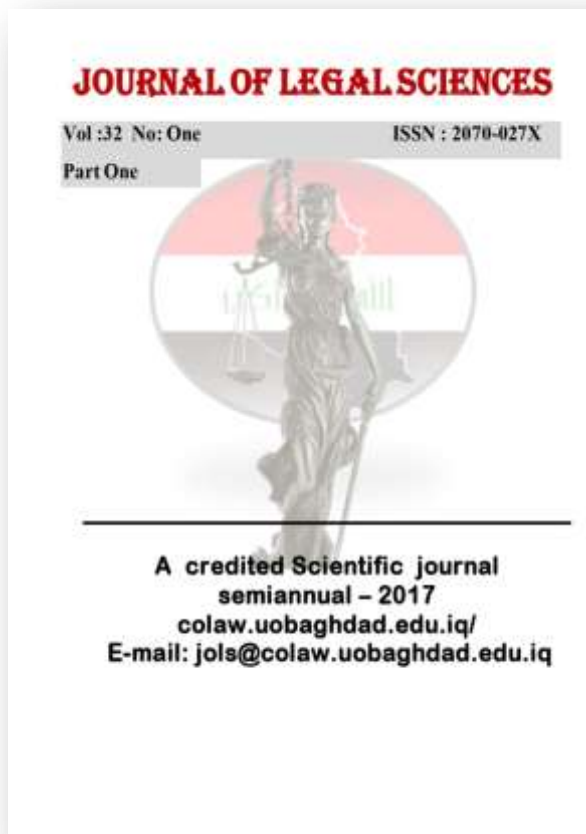 JOURNAL OF LEGAL SCIENCES
Vol :32 No: One ISSN : 2070-027X
Part One
A credited Scientific journal
semiannual – 2017
colaw.uobaghdad.edu.iq/
E-mail: jols@colaw.uobaghdad.edu.iq